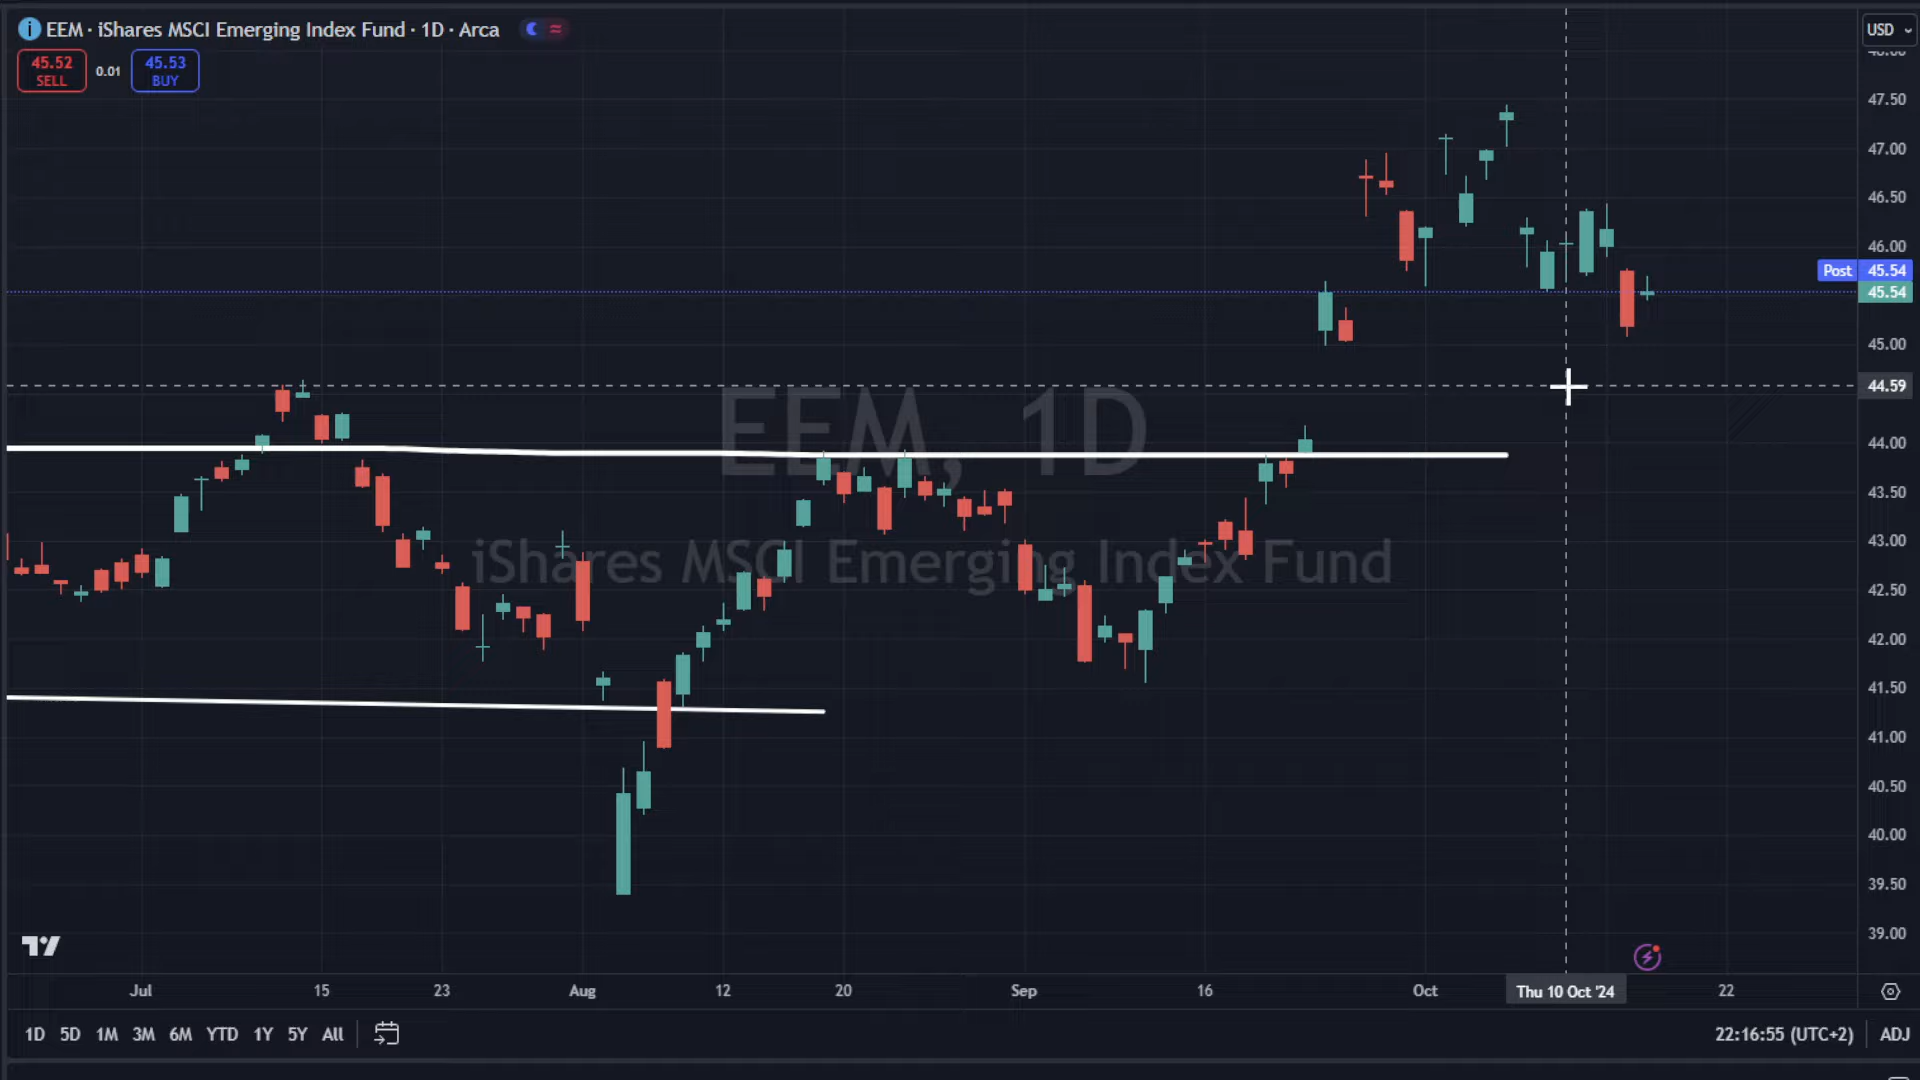 EEM · iShares MSCI Emerging Index Fund · 1D · Arca
USD
45.52
SELL
0.01
45.53
BUY
48.00
47.50
47.00
46.50
46.00
Post 45.54
45.54
45.00
44.59
44.00
43.50
43.00
42.50
42.00
41.50
41.00
40.50
40.00
39.50
39.00
EEM, 1D
iShares MSCI Emerging Index Fund
Jul 15 23 Aug 12 20 Sep 16 Oct Thu 10 Oct '24 22
1D 5D 1M 3M 6M YTD 1Y 5Y All
22:16:55 (UTC+2) ADJ